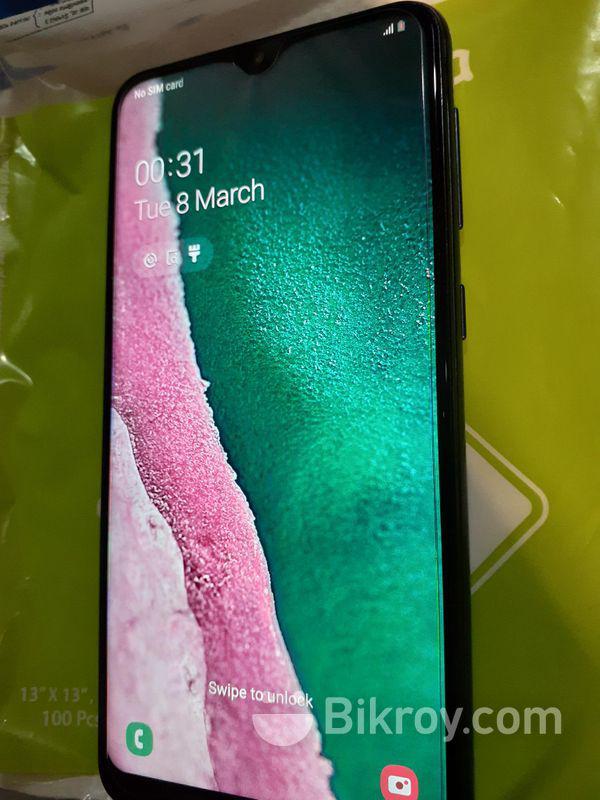 No SIM card
00:31
Tue 8 March
Swipe to unlock
Bikroy.com
13"X 13",
100 Pcs